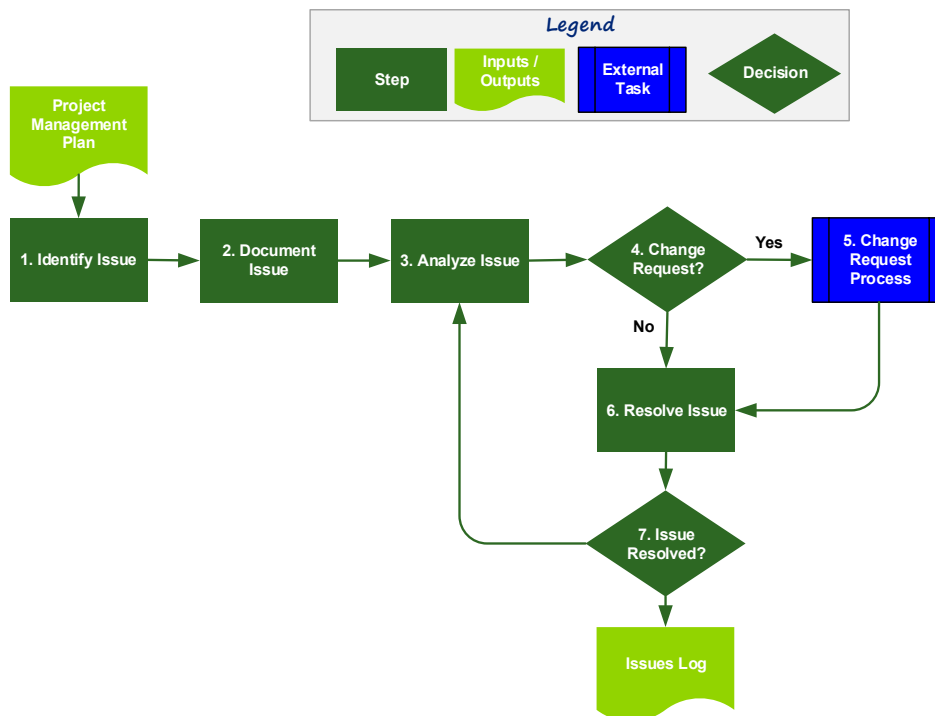 Legend
Step
Inputs /
Outputs
External
Task
Decision
Project
Management
Plan
1. Identify Issue
2. Document
Issue
3. Analyze Issue
4. Change
Request?
Yes
5. Change
Request
Process
No
6. Resolve Issue
7. Issue
Resolved?
Issues Log